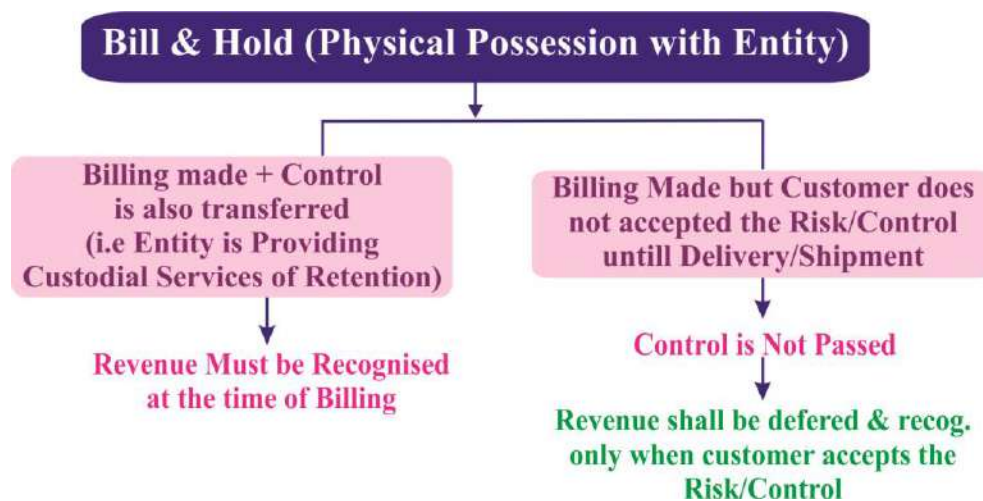 Bill & Hold (Physical Possession with Entity)
Billing made + Control
is also transferred
(i.e Entity is Providing
Custodial Services of Retention)
Revenue Must be Recognised
at the time of Billing
Billing Made but Customer does
not accepted the Risk/Control
untill Delivery/Shipment
Control is Not Passed
Revenue shall be defered & recog.
only when customer accepts the
Risk/Control